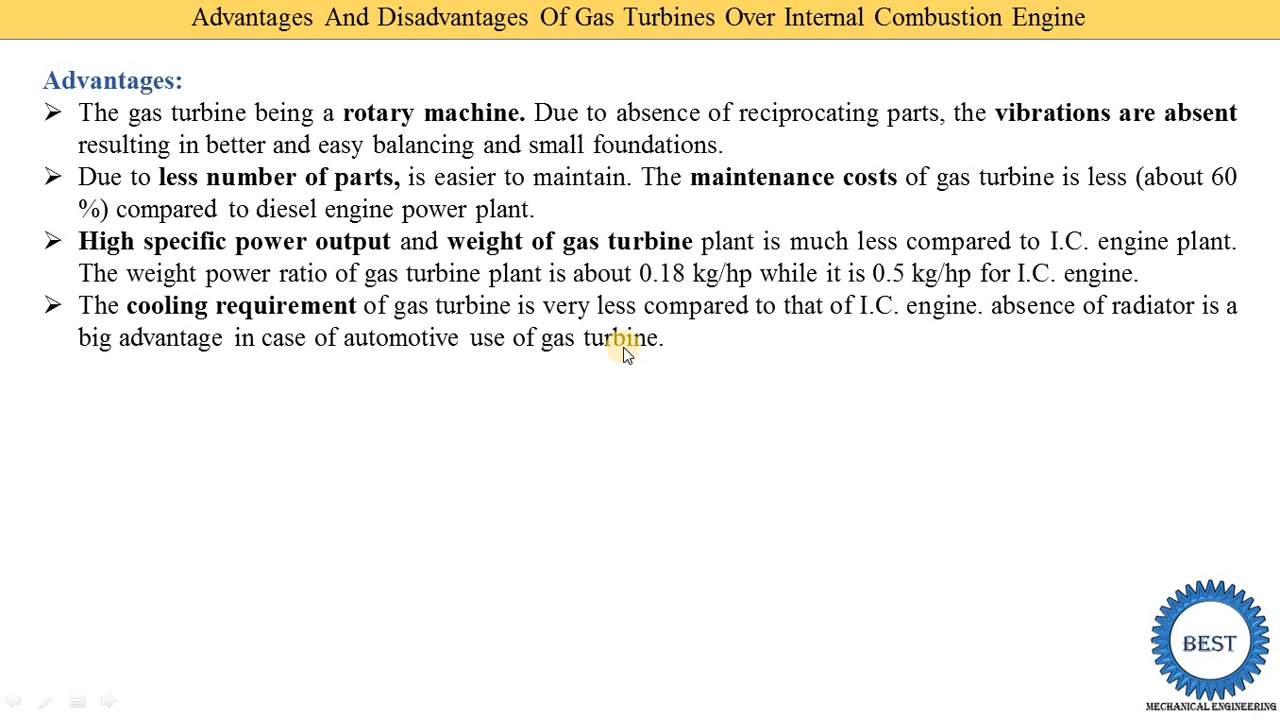 Advantages And Disadvantages Of Gas Turbines Over Internal Combustion Engine
Advantages:
➢ The gas turbine being a rotary machine. Due to absence of reciprocating parts, the vibrations are absent
resulting in better and easy balancing and small foundations.
➢ Due to less number of parts, is easier to maintain. The maintenance costs of gas turbine is less (about 60
%) compared to diesel engine power plant.
➢ High specific power output and weight of gas turbine plant is much less compared to I.C. engine plant.
The weight power ratio of gas turbine plant is about 0.18 kg/hp while it is 0.5 kg/hp for I.C. engine.
➢ The cooling requirement of gas turbine is very less compared to that of I.C. engine. absence of radiator is a
big advantage in case of automotive use of gas turbine.
BEST
MECHANICAL ENGINEERING